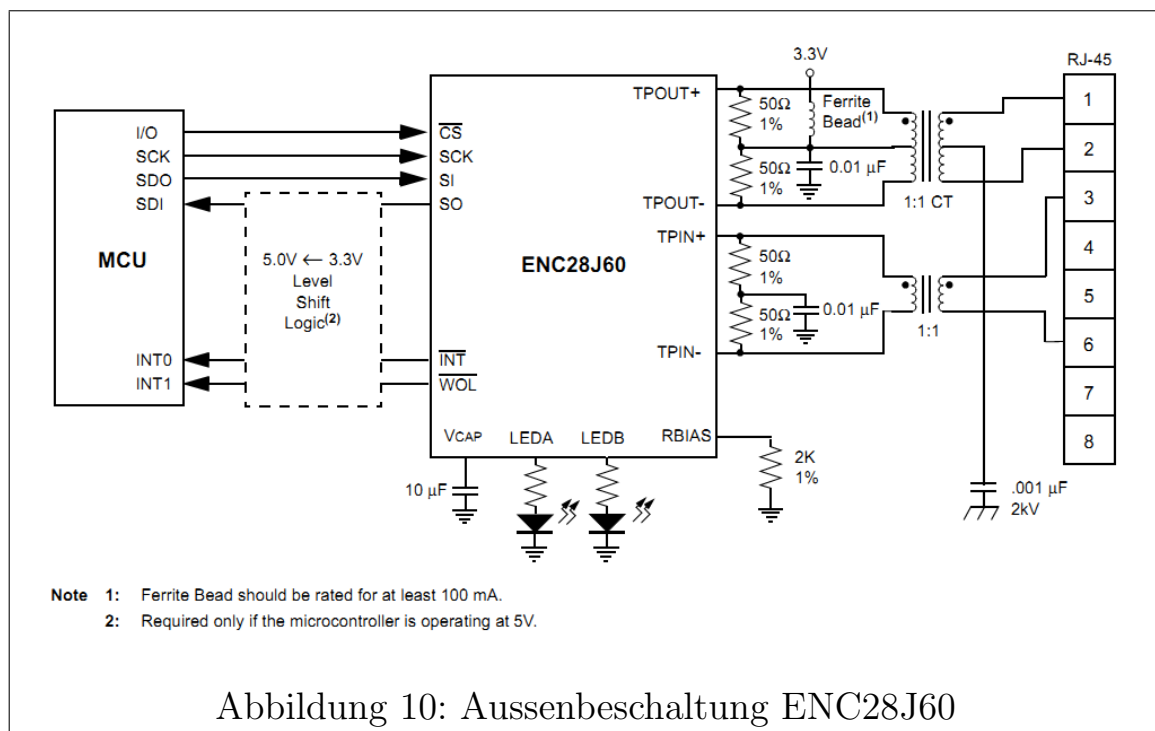 3.3V
RJ-45
MCU
I/O
SCK
SDO
SDI
INT0
INT1
5.0V ← 3.3V
Level
Shift
Logic(2)
ENC28J60
CS
SCK
SI
SO
INT
WOL
VCAP
LEDA
LEDB
RBIAS
TPOUT+
TPOUT-
TPIN+
TPIN-
50Ω
1%
50Ω
1%
Ferrite
Bead(1)
0.01 µF
1:1 CT
50Ω
1%
50Ω
1%
0.01 µF
1:1
1
2
3
4
5
6
7
8
10 µF
2K
1%
.001 µF
2kV
Note 1: Ferrite Bead should be rated for at least 100 mA.
2: Required only if the microcontroller is operating at 5V.
Abbildung 10: Aussenbeschaltung ENC28J60